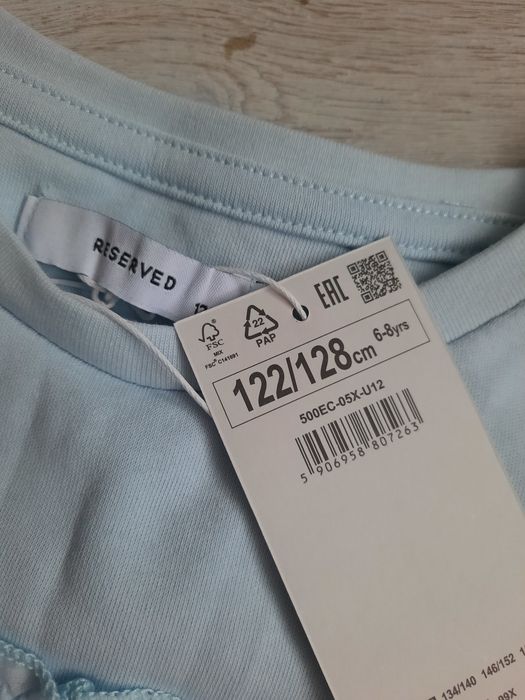 RESERVED
FSC
MIX
FSC® C141691
22
PAP
EAC
122/128cm 6-8yrs
500EC-05X-U12
5 906958 807263
134/140 146/152
99X